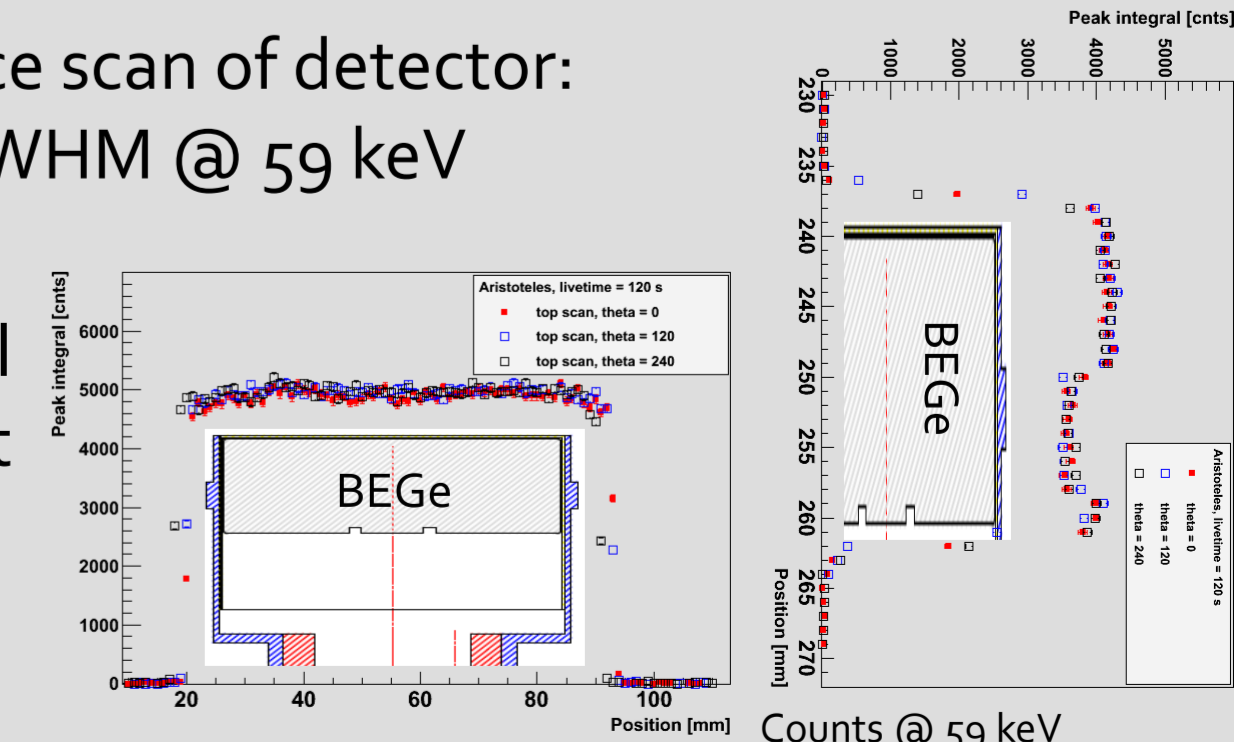 ce scan of detector:
WHM @ 59 keV
l
t
Peak integral [cnts]
6000
5000
4000
3000
2000
1000
0
20
40
60
80
100
Position [mm]
Aristoteles, livetime = 120 s
top scan, theta = 0
top scan, theta = 120
top scan, theta = 240
BEGe
Peak integral [cnts]
0
1000
2000
3000
4000
5000
230
235
240
245
250
255
260
265
270
Position [mm]
BEGe
Aristoteles, livetime = 120 s
theta = 0
theta = 120
theta = 240
Counts @ 59 keV